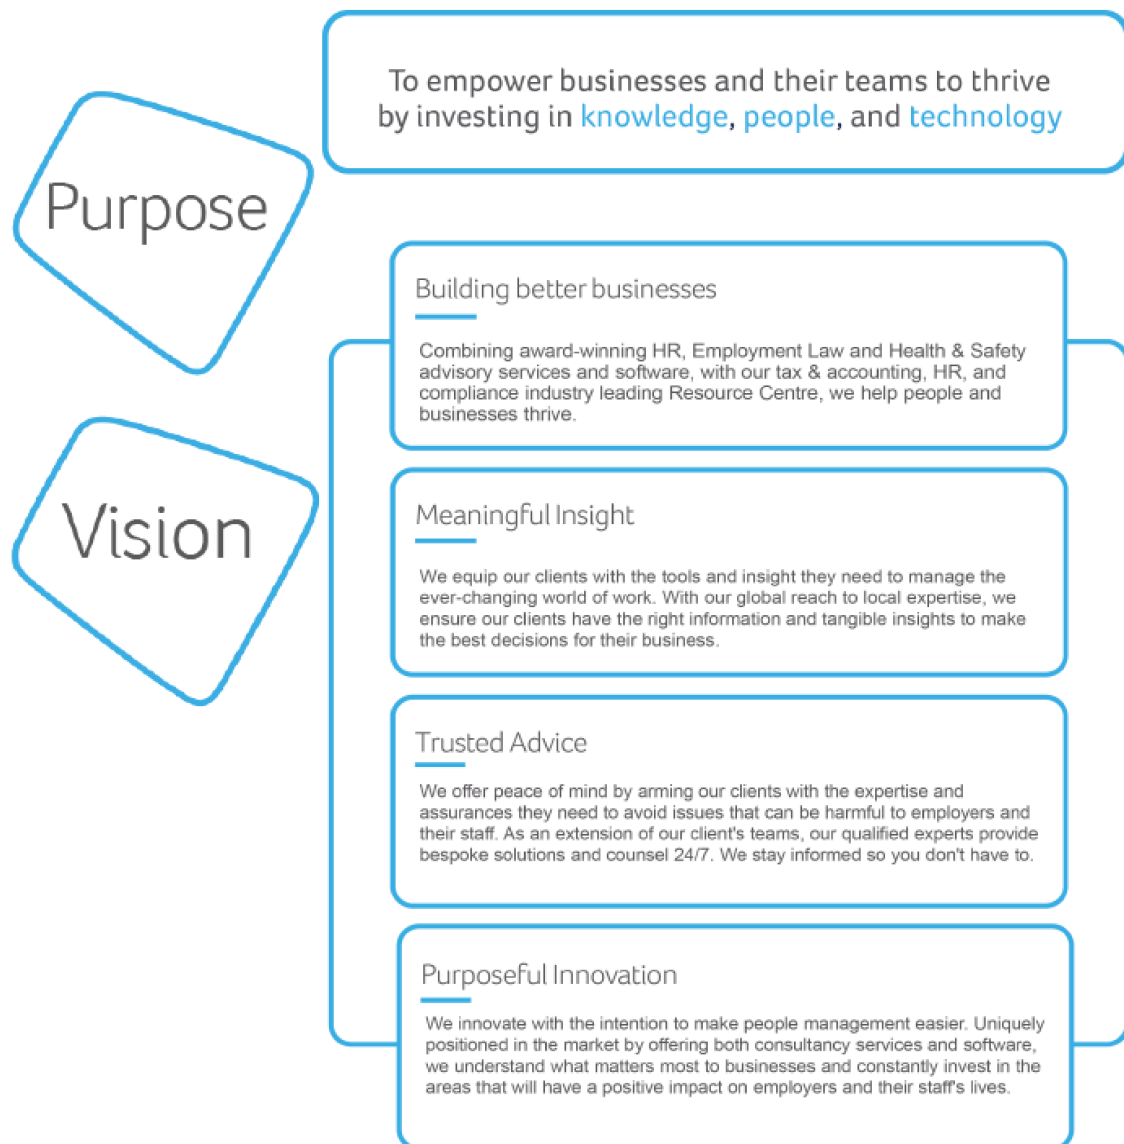 To empower businesses and their teams to thrive
by investing in knowledge, people, and technology
Purpose
Building better businesses
Combining award-winning HR, Employment Law and Health & Safety
advisory services and software, with our tax & accounting, HR, and
compliance industry leading Resource Centre, we help people and
businesses thrive.
Vision
Meaningful Insight
We equip our clients with the tools and insight they need to manage the
ever-changing world of work. With our global reach to local expertise, we
ensure our clients have the right information and tangible insights to make
the best decisions for their business.
Trusted Advice
We offer peace of mind by arming our clients with the expertise and
assurances they need to avoid issues that can be harmful to employers and
their staff. As an extension of our client's teams, our qualified experts provide
bespoke solutions and counsel 24/7. We stay informed so you don't have to.
Purposeful Innovation
We innovate with the intention to make people management easier. Uniquely
positioned in the market by offering both consultancy services and software,
we understand what matters most to businesses and constantly invest in the
areas that will have a positive impact on employers and their staff's lives.